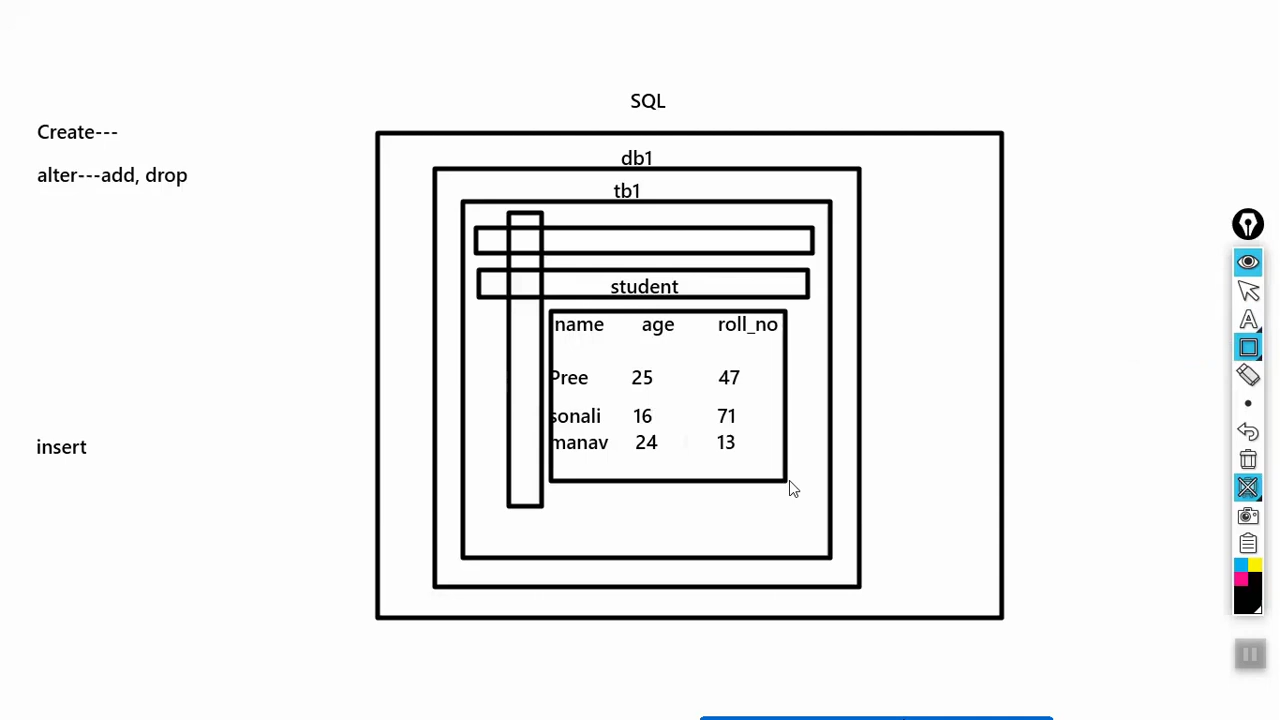 SQL
Create---
db1
alter---add, drop
tb1
student
name age roll_no
Pree 25 47
sonali 16 71
manav 24 13
insert